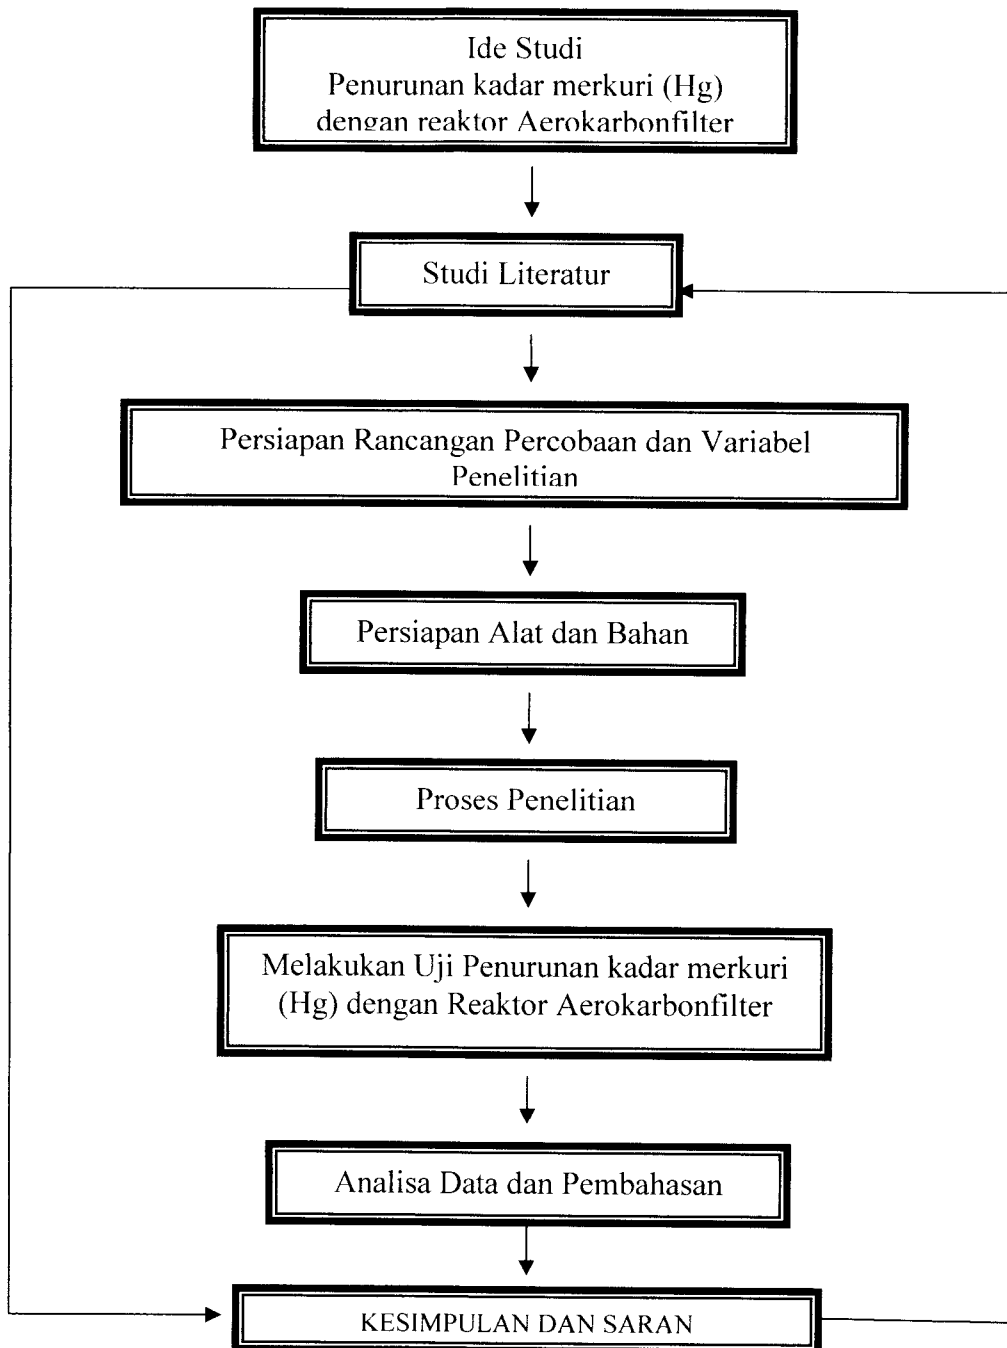 Ide Studi
Penurunan kadar merkuri (Hg)
dengan reaktor Aerokarbonfilter
Studi Literatur
Persiapan Rancangan Percobaan dan Variabel
Penelitian
Persiapan Alat dan Bahan
Proses Penelitian
Melakukan Uji Penurunan kadar merkuri
(Hg) dengan Reaktor Aerokarbonfilter
Analisa Data dan Pembahasan
KESIMPULAN DAN SARAN